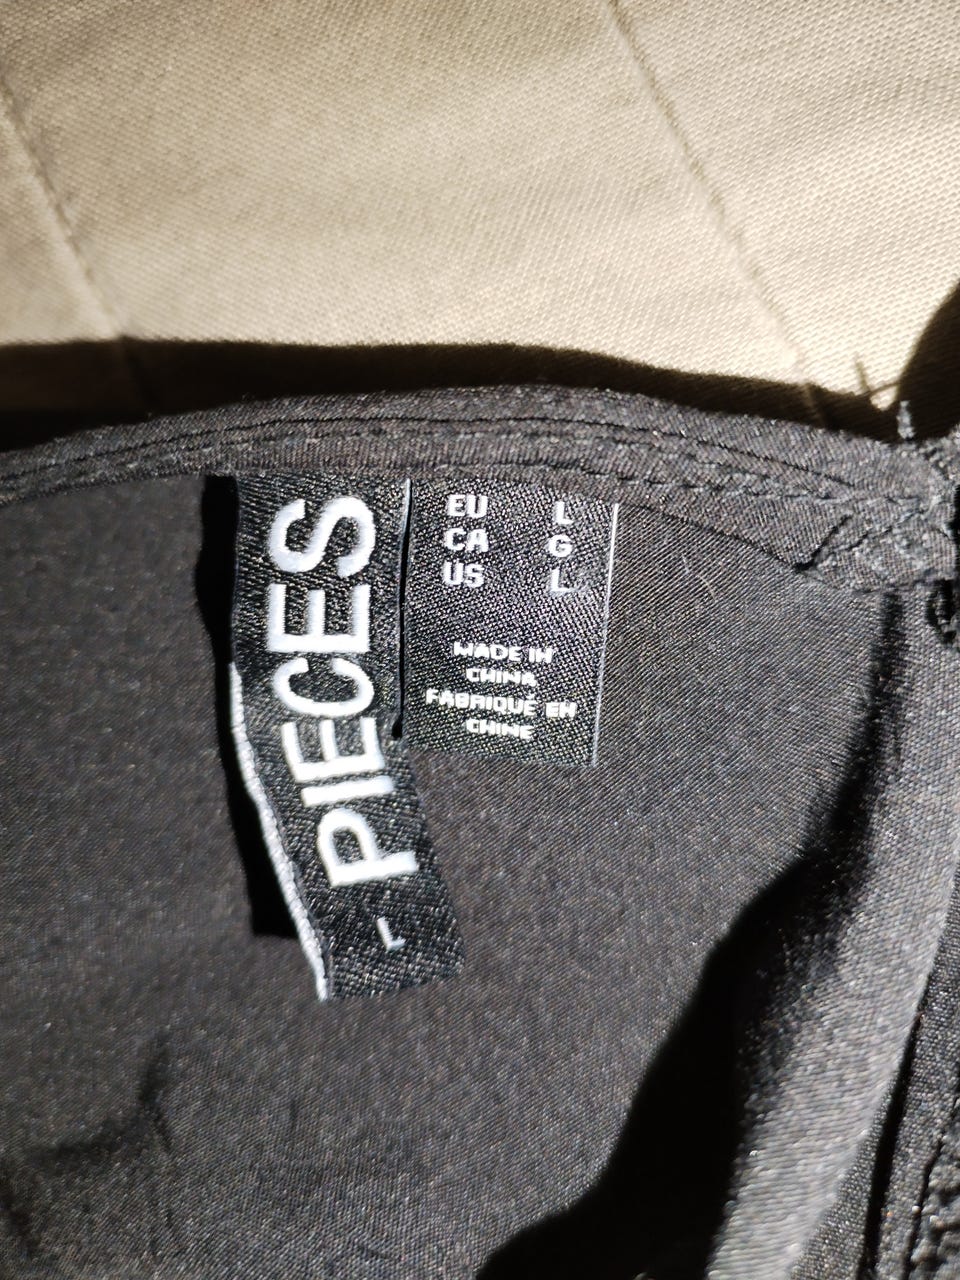 PIECES
L
EU L
CA G
US L
MADE IN
CHINA
FABRIQUÉ EN
CHINE